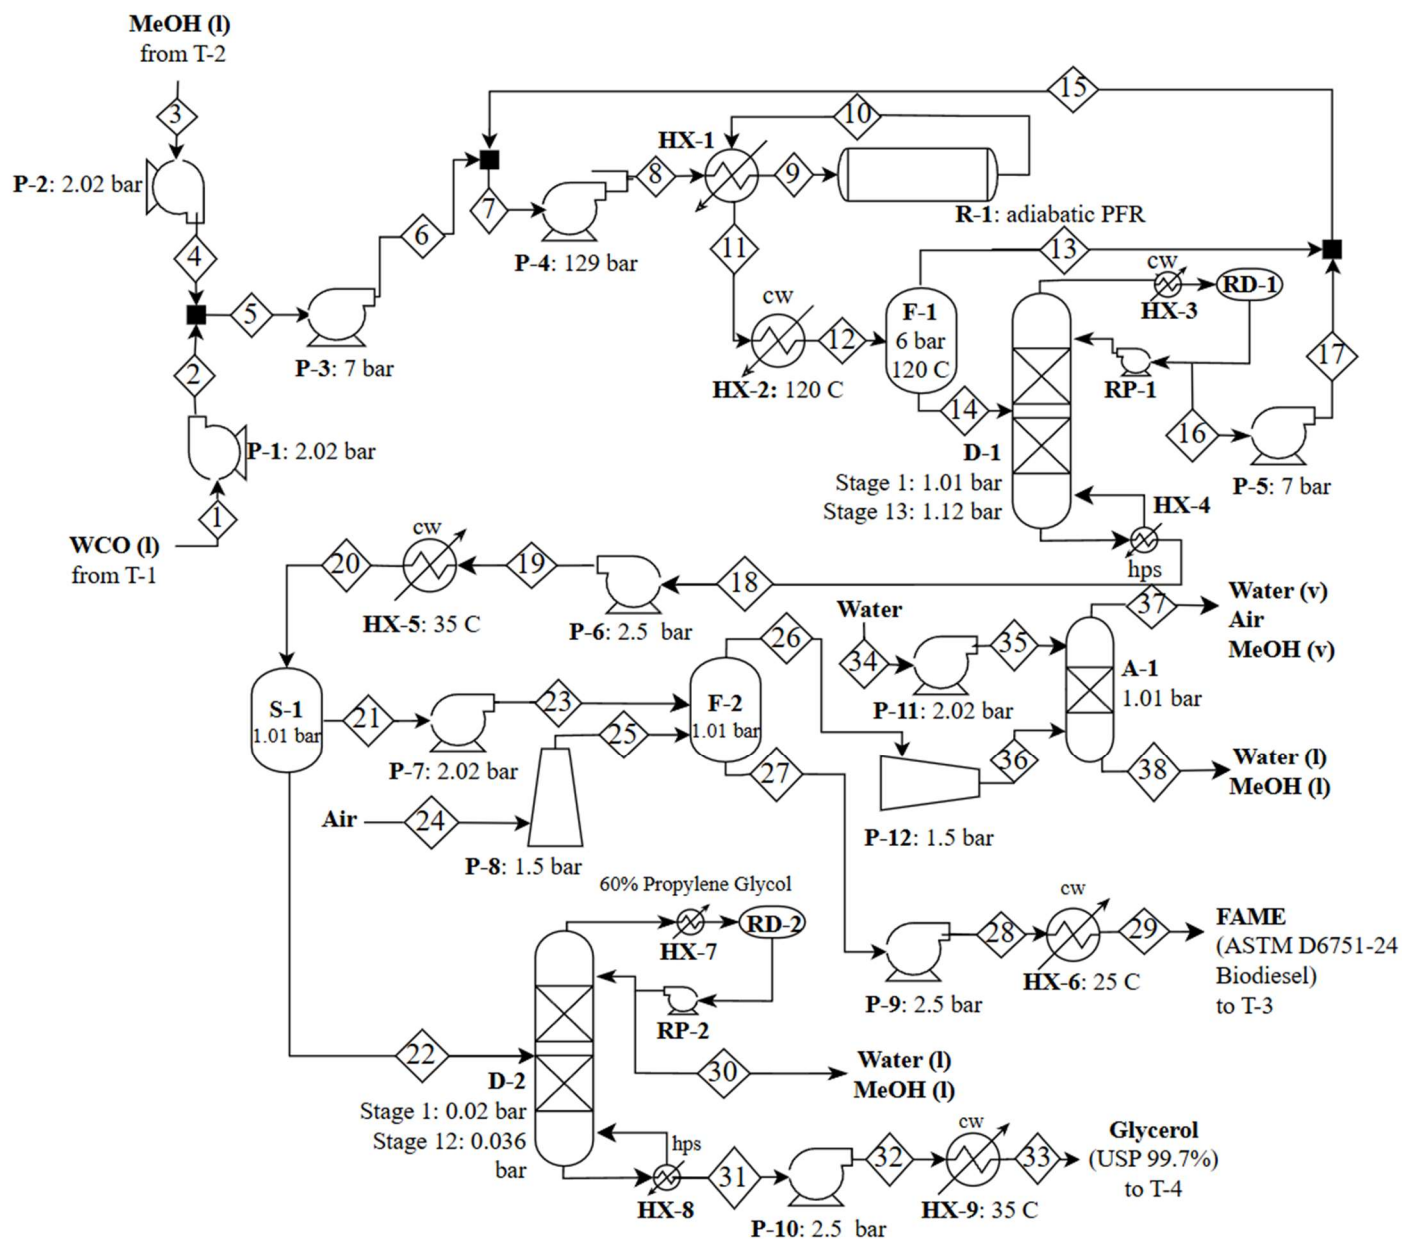 MeOH (l)
from T-2
3
P-2: 2.02 bar
4
5
2
P-1: 2.02 bar
1
WCO (l)
from T-1
6
P-3: 7 bar
7
P-4: 129 bar
8
HX-1
9
10
R-1: adiabatic PFR
15
11
cw
HX-2: 120 C
12
F-1
6 bar
120 C
13
14
D-1
Stage 1: 1.01 bar
Stage 13: 1.12 bar
cw
HX-3
RD-1
RP-1
16
P-5: 7 bar
17
HX-4
hps
18
P-6: 2.5 bar
19
cw
HX-5: 35 C
20
S-1
1.01 bar
21
P-7: 2.02 bar
23
Air
24
P-8: 1.5 bar
25
F-2
1.01 bar
26
27
Water
34
P-11: 2.02 bar
35
A-1
1.01 bar
36
P-12: 1.5 bar
37
Water (v)
Air
MeOH (v)
38
Water (l)
MeOH (l)
P-9: 2.5 bar
28
cw
HX-6: 25 C
29
FAME
(ASTM D6751-24
Biodiesel)
to T-3
22
D-2
Stage 1: 0.02 bar
Stage 12: 0.036
bar
60% Propylene Glycol
HX-7
RD-2
RP-2
30
Water (l)
MeOH (l)
hps
HX-8
31
P-10: 2.5 bar
32
cw
HX-9: 35 C
33
Glycerol
(USP 99.7%)
to T-4